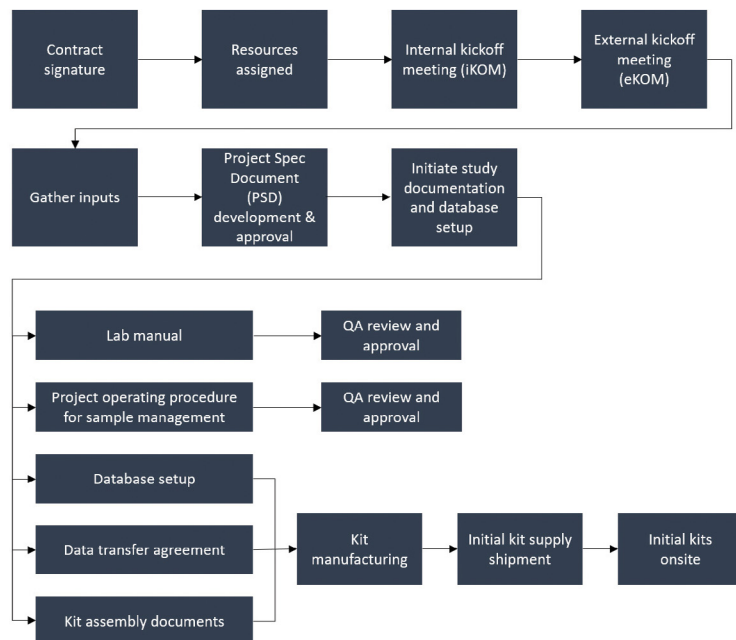 Contract
signature
Resources
assigned
Internal kickoff
meeting (iKOM)
External kickoff
meeting
(eKOM)
Gather inputs
Project Spec
Document
(PSD)
development &
approval
Initiate study
documentation
and database
setup
Lab manual
QA review and
approval
Project operating procedure
for sample management
QA review and
approval
Database setup
Data transfer agreement
Kit assembly documents
Kit
manufacturing
Initial kit supply
shipment
Initial kits
onsite